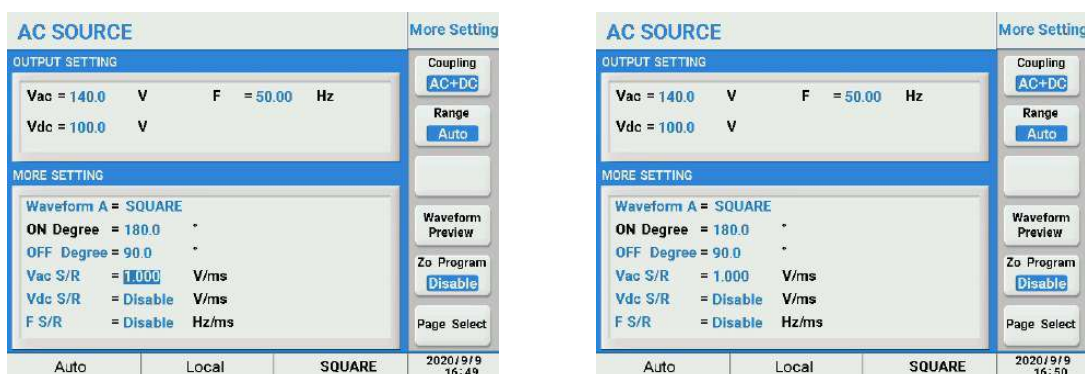 AC SOURCE
More Setting
OUTPUT SETTING
Vac = 140.0 V F = 50.00 Hz
Vdc = 100.0 V
MORE SETTING
Waveform A = SQUARE
ON Degree = 180.0 °
OFF Degree = 90.0 °
Vac S/R = 1.000 V/ms
Vdc S/R = Disable V/ms
F S/R = Disable Hz/ms
Coupling
AC+DC
Range
Auto
Waveform
Preview
Zo Program
Disable
Page Select
Auto Local SQUARE 2020/9/9
16:49
AC SOURCE
More Setting
OUTPUT SETTING
Vac = 140.0 V F = 50.00 Hz
Vdc = 100.0 V
MORE SETTING
Waveform A = SQUARE
ON Degree = 180.0 °
OFF Degree = 90.0 °
Vac S/R = 1.000 V/ms
Vdc S/R = Disable V/ms
F S/R = Disable Hz/ms
Coupling
AC+DC
Range
Auto
Waveform
Preview
Zo Program
Disable
Page Select
Auto Local SQUARE 2020/9/9
16:50